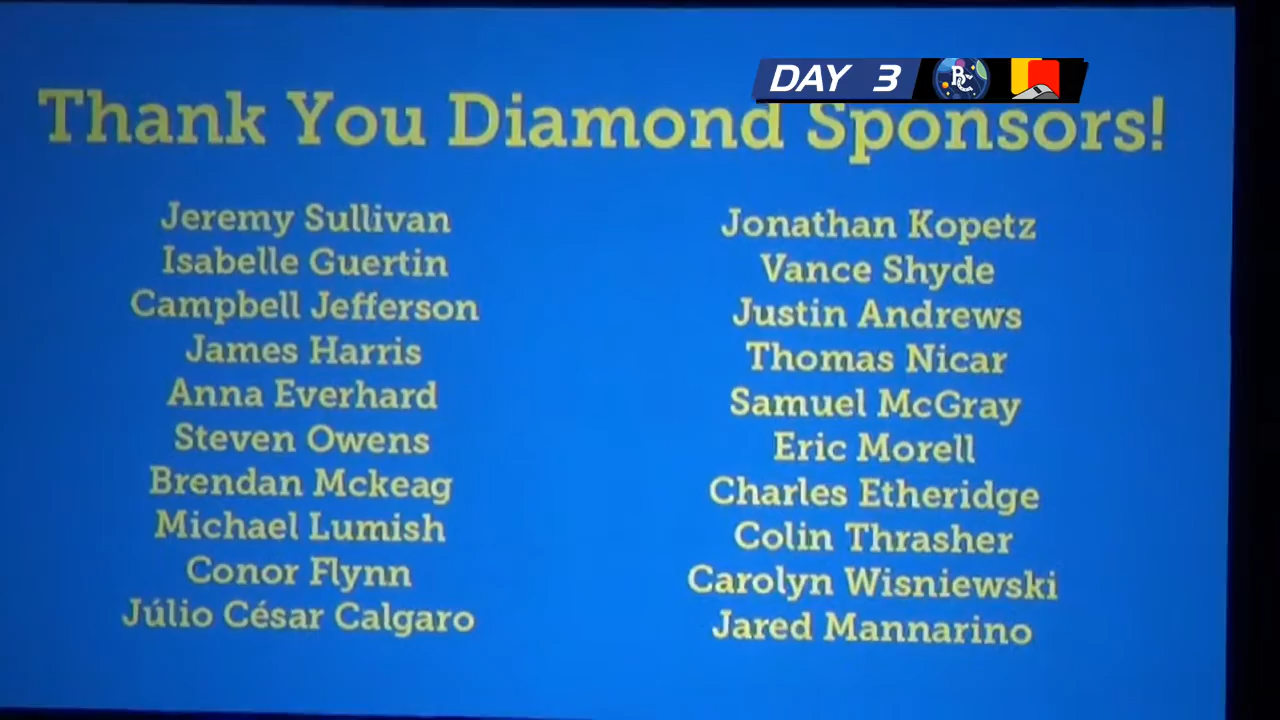 DAY 3
Thank You Diamond Sponsors!
Jeremy Sullivan
Isabelle Guertin
Campbell Jefferson
James Harris
Anna Everhard
Steven Owens
Brendan Mckeag
Michael Lumish
Conor Flynn
Júlio César Calgaro
Jonathan Kopetz
Vance Shyde
Justin Andrews
Thomas Nicar
Samuel McGray
Eric Morell
Charles Etheridge
Colin Thrasher
Carolyn Wisniewski
Jared Mannarino